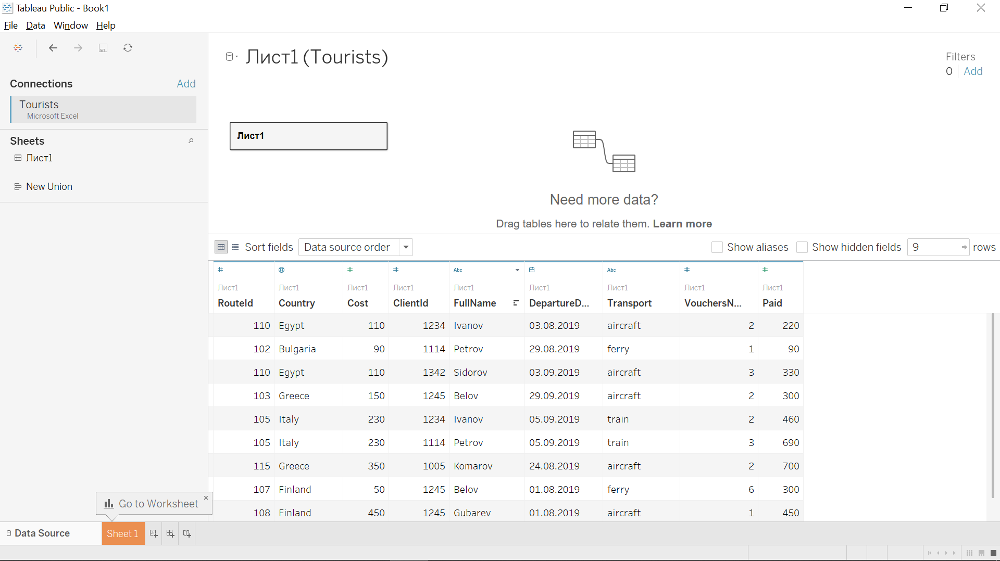 Tableau Public - Book1
File Data Window Help
Connections Add
Tourists
Microsoft Excel
Sheets
Лист1
New Union
Лист1 (Tourists)
Filters
0 Add
Лист1
Need more data?
Drag tables here to relate them. Learn more
Sort fields Data source order Show aliases Show hidden fields 9 rows
# # # Abc Abc # #
Лист1 Лист1 Лист1 Лист1 Лист1 Лист1 Лист1 Лист1 Лист1
RouteId Country Cost ClientId FullName DepartureD... Transport VouchersN... Paid
110 Egypt 110 1234 Ivanov 03.08.2019 aircraft 2 220
102 Bulgaria 90 1114 Petrov 29.08.2019 ferry 1 90
110 Egypt 110 1342 Sidorov 03.09.2019 aircraft 3 330
103 Greece 150 1245 Belov 29.09.2019 aircraft 2 300
105 Italy 230 1234 Ivanov 05.09.2019 train 2 460
105 Italy 230 1114 Petrov 05.09.2019 train 3 690
115 Greece 350 1005 Komarov 24.08.2019 aircraft 2 700
107 Finland 50 1245 Belov 01.08.2019 ferry 6 300
108 Finland 450 1245 Gubarev 01.08.2019 aircraft 1 450
Go to Worksheet
Data Source Sheet 1